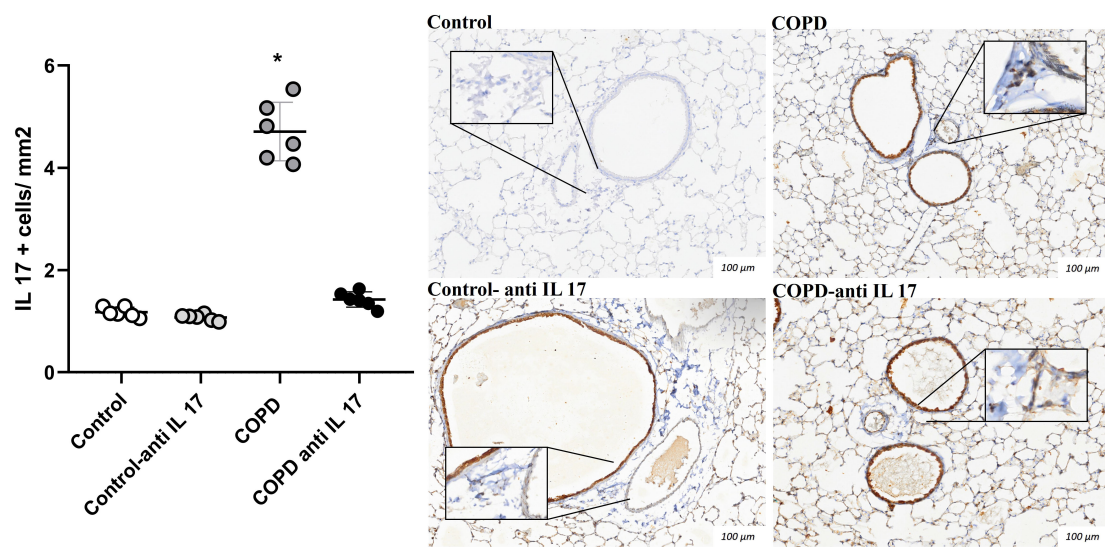 Control
COPD
*
6
4
2
0
IL 17 + cells/ mm2
Control
Control-anti IL 17
COPD
COPD anti IL 17
100 µm
100 µm
Control- anti IL 17
COPD-anti IL 17
100 µm
100 µm